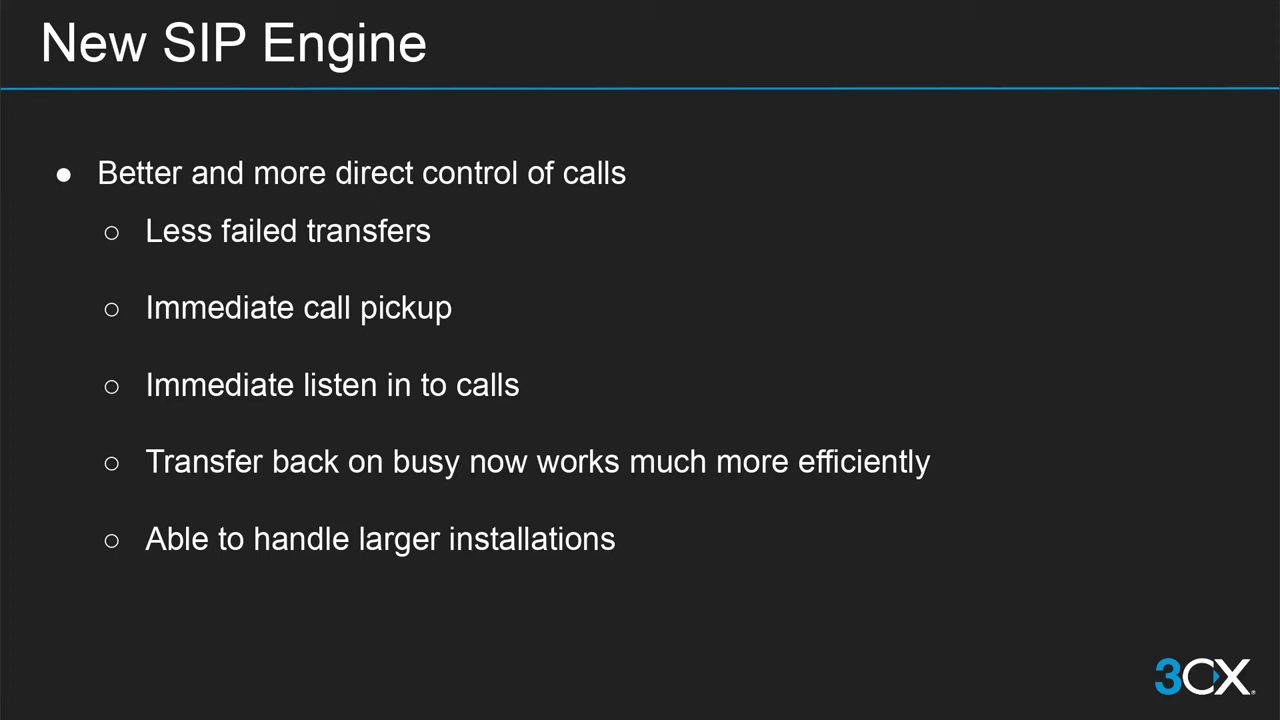 New SIP Engine
● Better and more direct control of calls
○ Less failed transfers
○ Immediate call pickup
○ Immediate listen in to calls
○ Transfer back on busy now works much more efficiently
○ Able to handle larger installations
3CX®